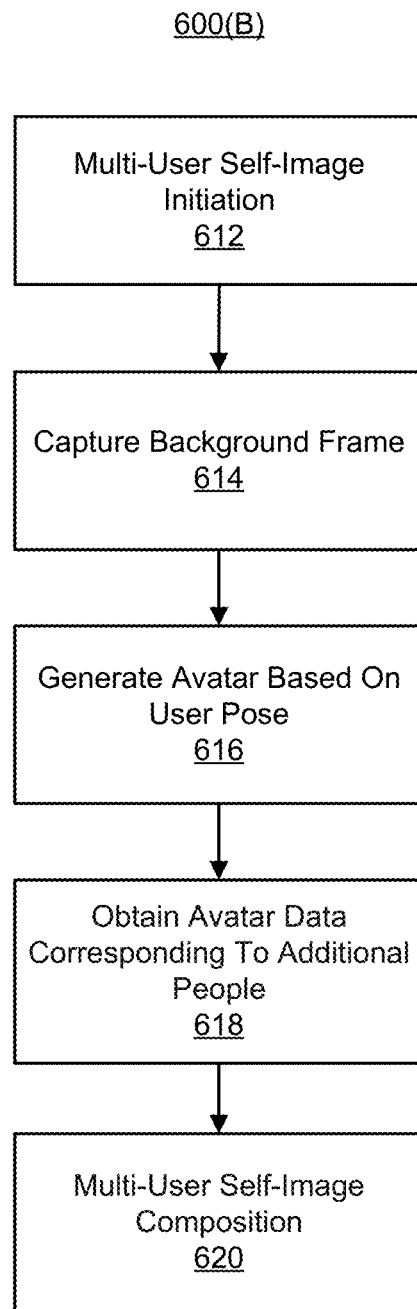 600(B)
Multi-User Self-Image
Initiation
612
Capture Background Frame
614
Generate Avatar Based On
User Pose
616
Obtain Avatar Data
Corresponding To Additional
People
618
Multi-User Self-Image
Composition
620